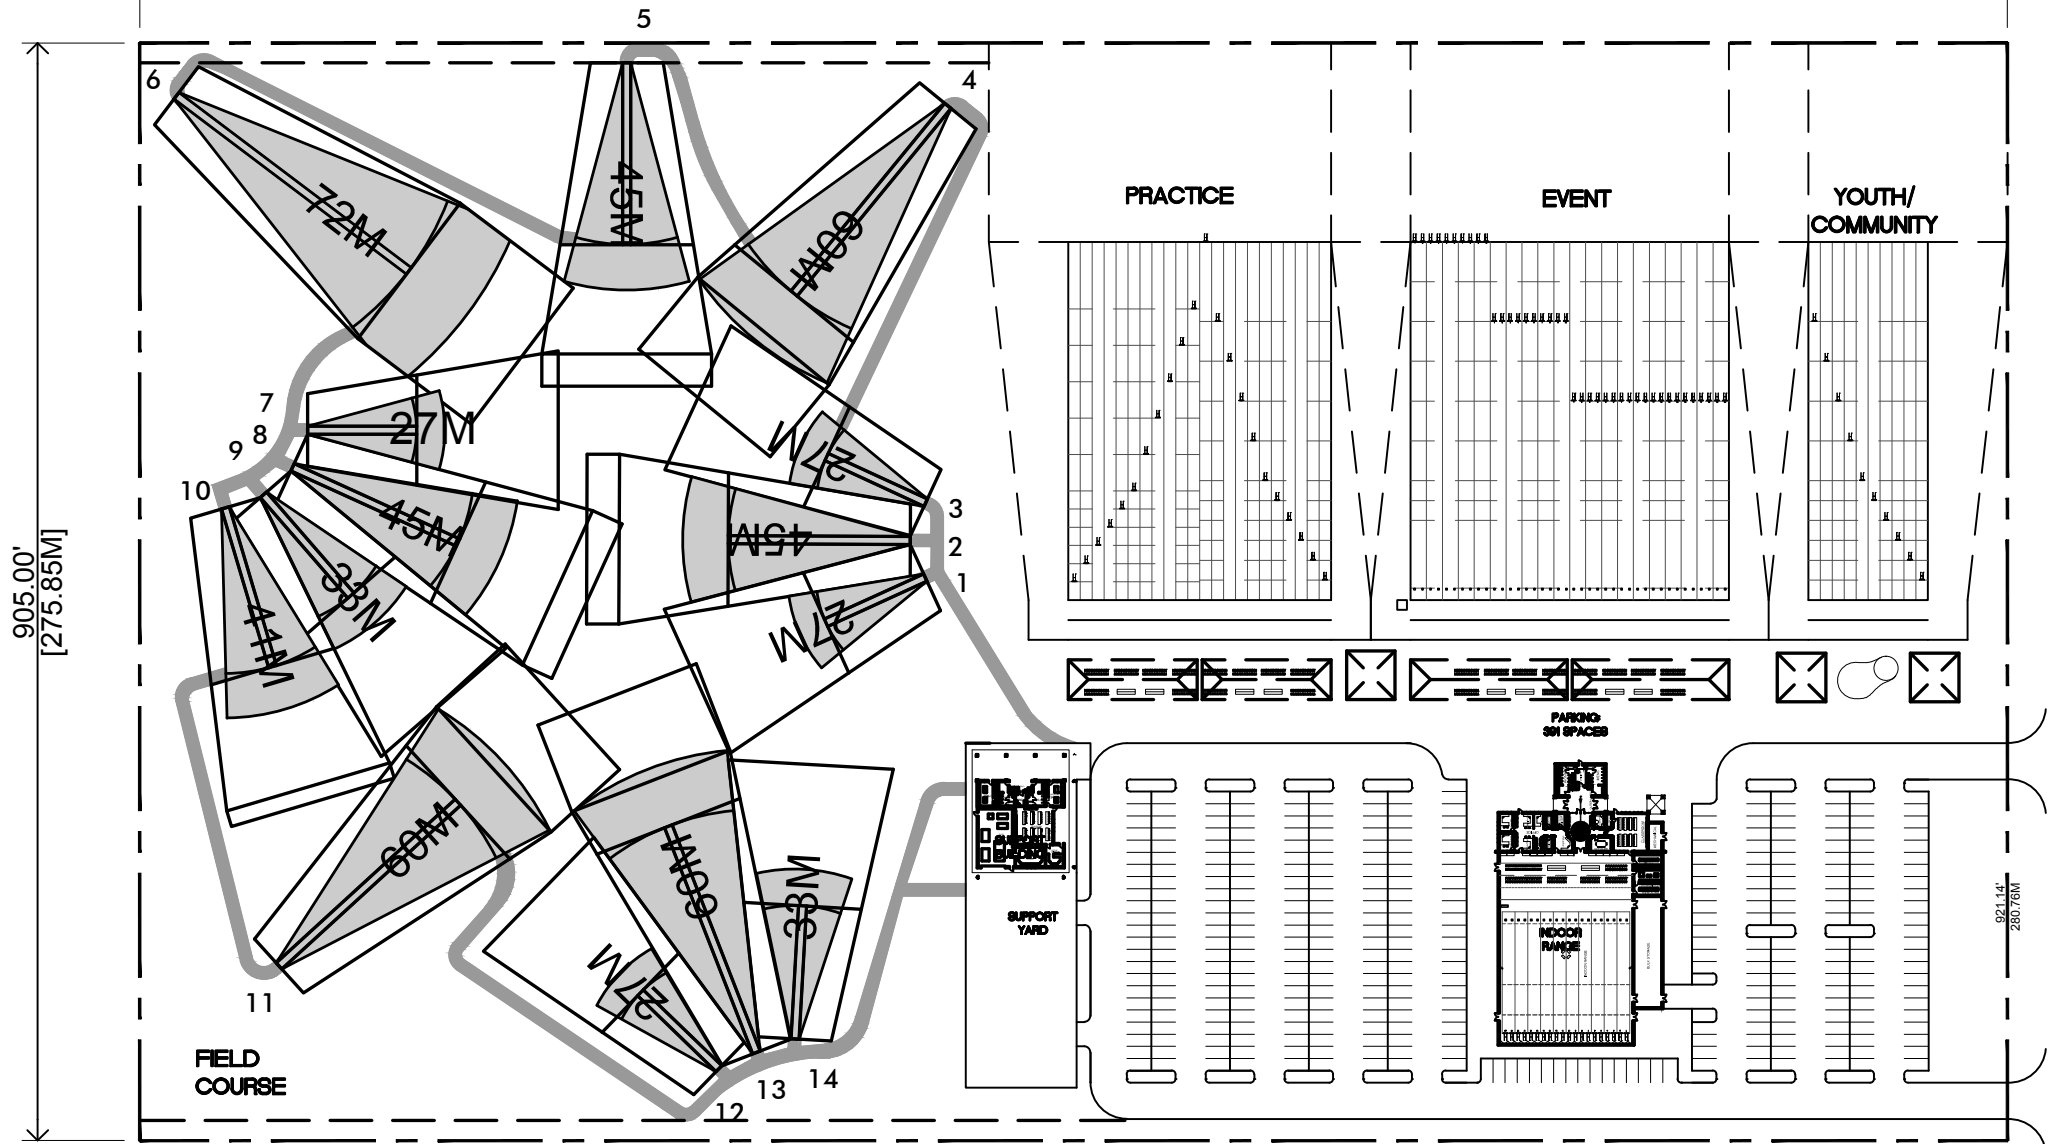 5
6
4
45M
72M
60M
PRACTICE
EVENT
YOUTH/
COMMUNITY
7
8
9
10
27M
27M
3
2
1
45M
45M
33M
41M
27M
905.00'
[275.85M]
PARKING:
391 SPACES
60M
60M
33M
27M
SUPPORT
YARD
INDOOR
RANGE
921.14'
280.76M
11
12
13
14
FIELD
COURSE